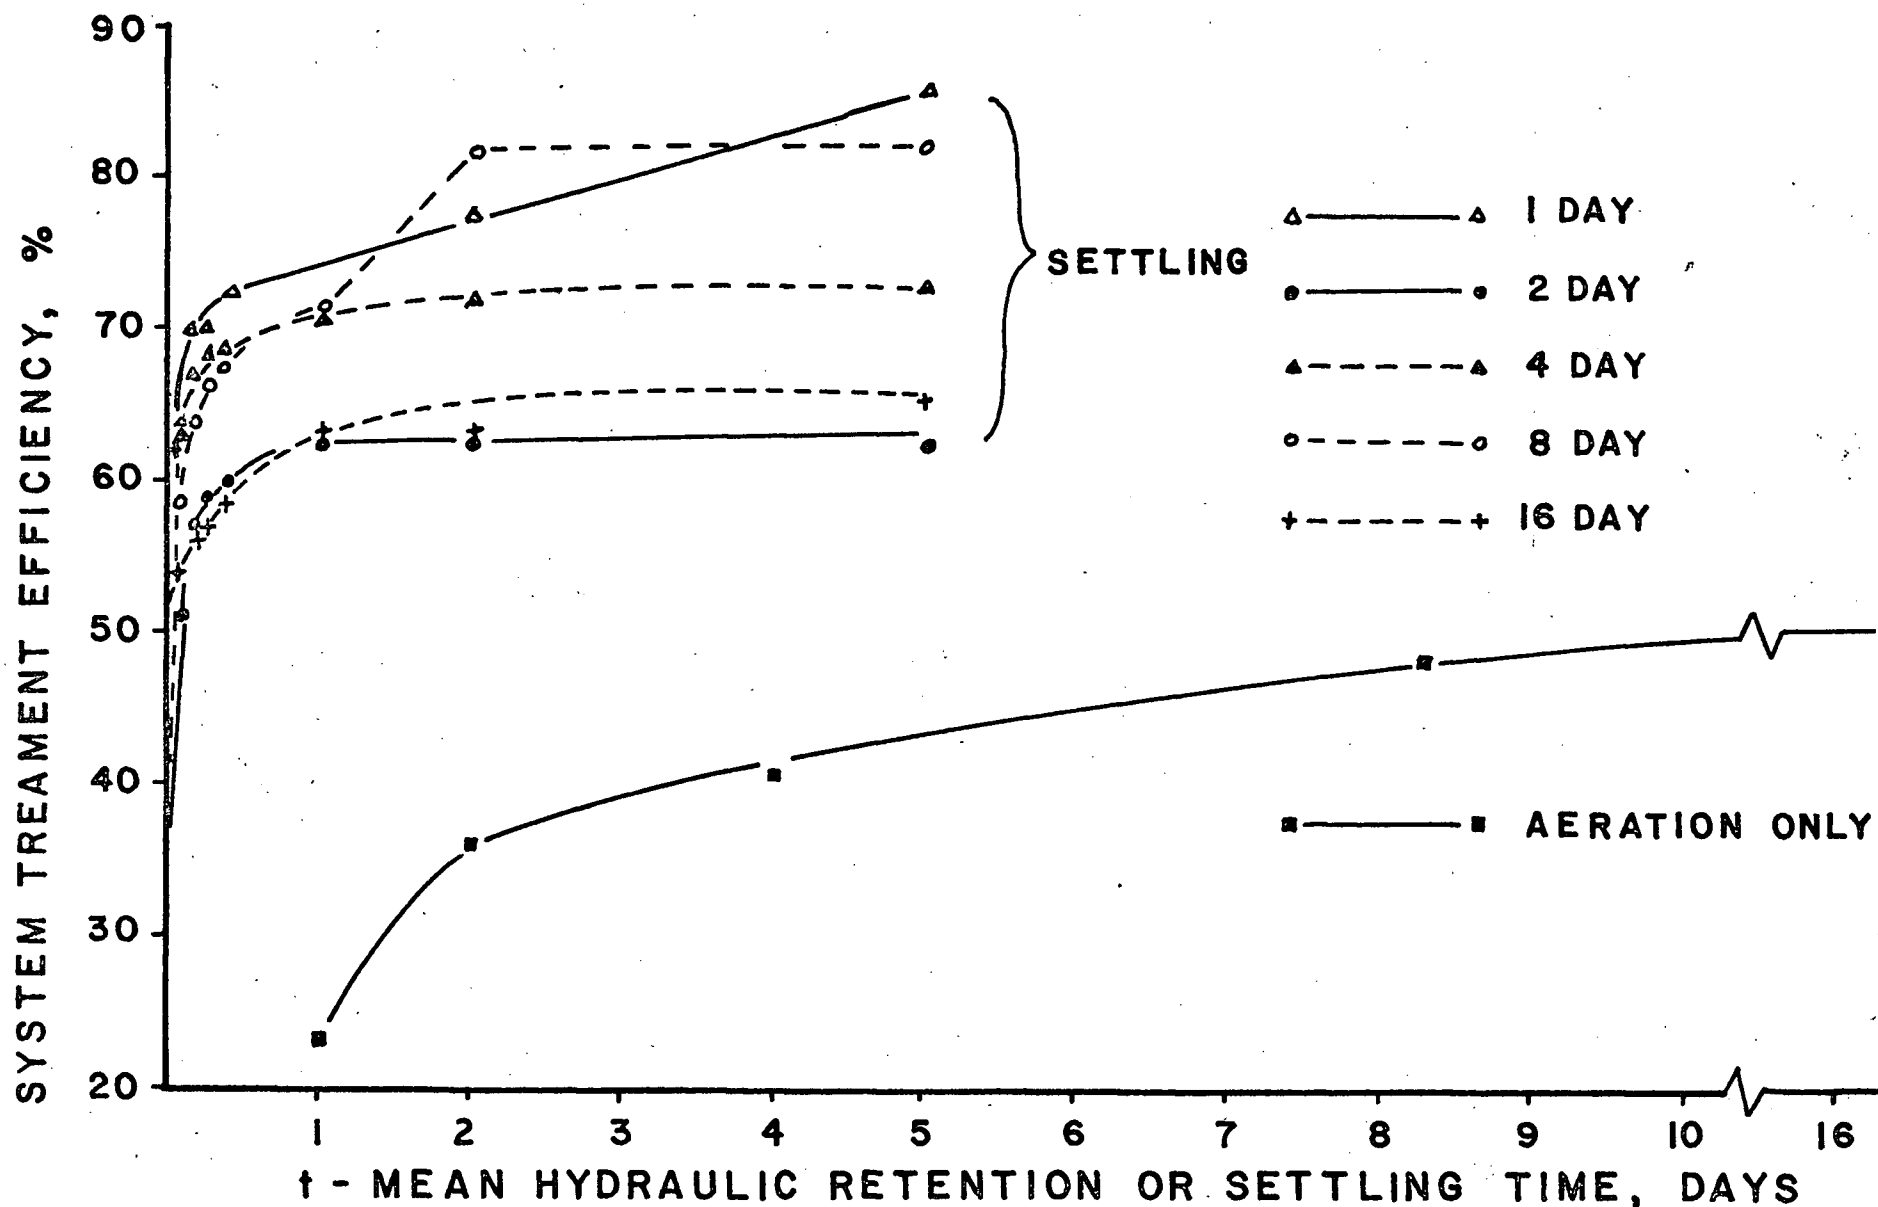 SYSTEM TREAMENT EFFICIENCY, %
90
80
70
60
50
40
30
20
SETTLING
1 DAY
2 DAY
4 DAY
8 DAY
16 DAY
AERATION ONLY
1 2 3 4 5 6 7 8 9 10 16
t - MEAN HYDRAULIC RETENTION OR SETTLING TIME, DAYS